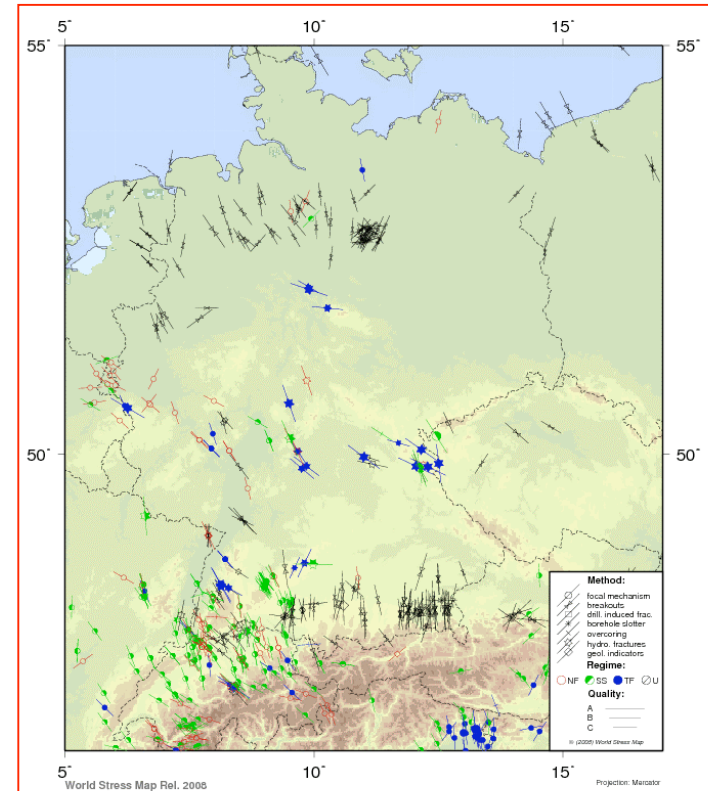 5° 10° 15°
55° 55°
50° 50°
Method:
focal mechanism
breakouts
drill. induced frac.
borehole slotter
overcoring
hydro. fractures
geol. indicators
Regime:
NF SS TF U
Quality:
A
B
C
© (2008) World Stress Map
5° 10° 15°
World Stress Map Rel. 2008 Projection: Mercator